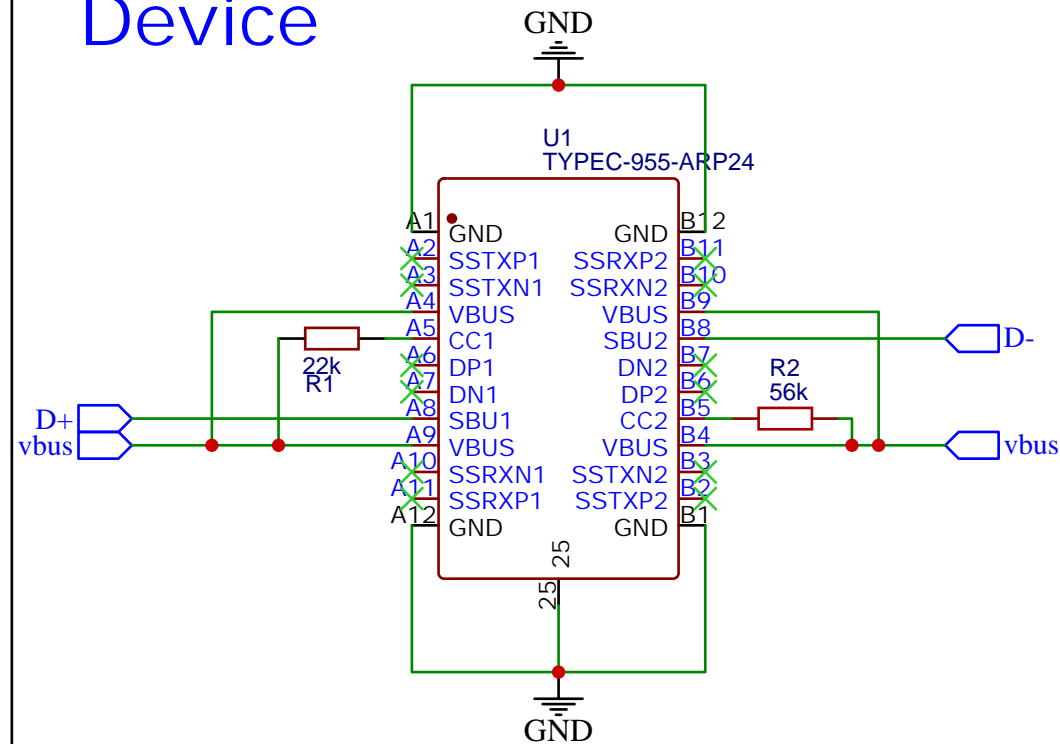 Device
GND
U1
TYPEC-955-ARP24
A1 GND GND B12
A2 SSTXP1 SSRXP2 B11
A3 SSTXN1 SSRXN2 B10
A4 VBUS VBUS B9
A5 CC1 SBU2 B8 D-
22k
R1
A6 DP1 DN2 B7
A7 DN1 DP2 B6
R2
56k
D+ A8 SBU1 CC2 B5
vbus A9 VBUS VBUS B4 vbus
A10 SSRXN1 SSTXN2 B3
A11 SSRXP1 SSTXP2 B2
A12 GND GND B1
25
25
GND